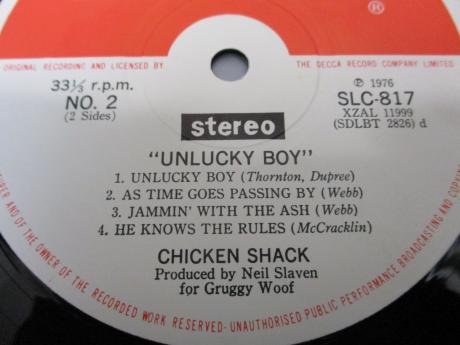 ®
ORIGINAL RECORDING AND LICENSED BY THE DECCA RECORD COMPANY LIMITED
33⅓ r.p.m.
NO. 2
(2 Sides)
℗ 1976
SLC-817
XZAL 11999
(SDLBT 2826) d
stereo
"UNLUCKY BOY"
1. UNLUCKY BOY (Thornton, Dupree)
2. AS TIME GOES PASSING BY (Webb)
3. JAMMIN' WITH THE ASH (Webb)
4. HE KNOWS THE RULES (McCracklin)
CHICKEN SHACK
Produced by Neil Slaven
for Gruggy Woof
AND OF THE RECORDED WORK RESERVED-UNAUTHORISED PUBLIC PERFORMANCE BROADCASTING AND COPYING